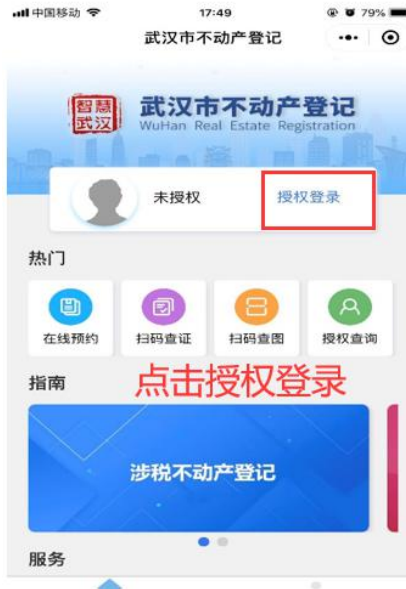 中国移动 17:49 79%
武汉市不动产登记
智慧武汉
武汉市不动产登记
WuHan Real Estate Registration
未授权 授权登录
热门
在线预约 扫码查证 扫码查图 授权查询
点击授权登录
指南
涉税不动产登记
服务